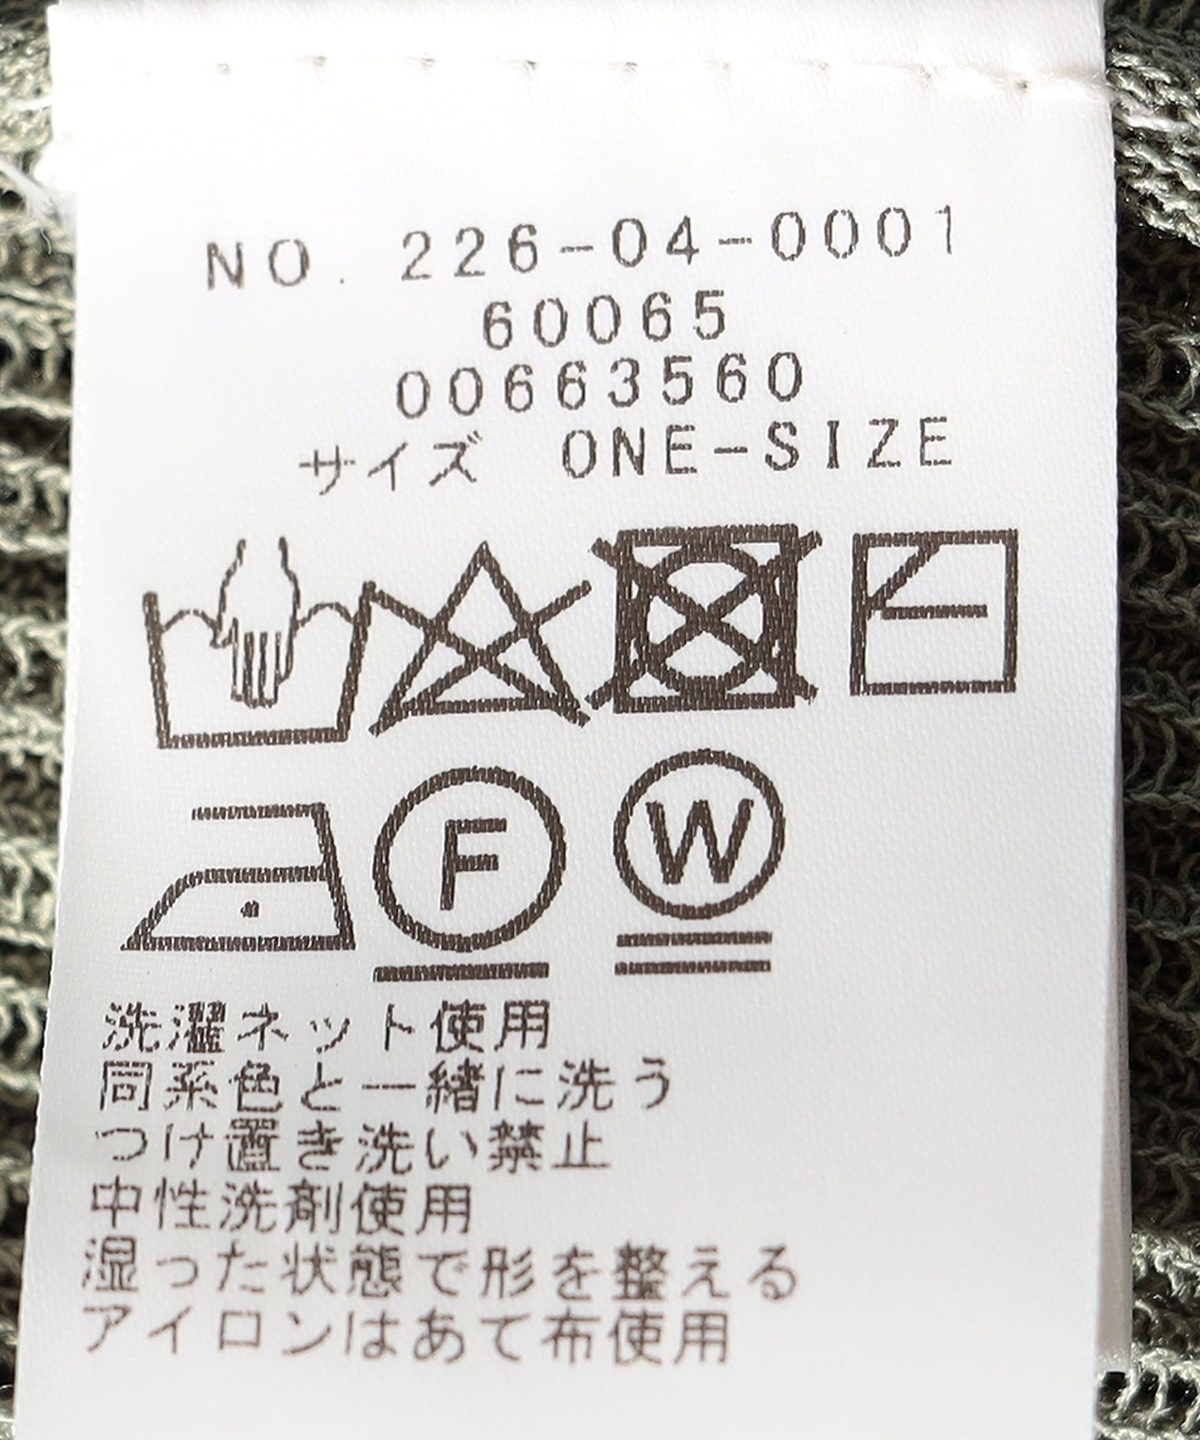 NO. 226-04-0001
60065
00663560
サイズ ONE-SIZE
F W
洗濯ネット使用
同系色と一緒に洗う
つけ置き洗い禁止
中性洗剤使用
湿った状態で形を整える
アイロンはあて布使用